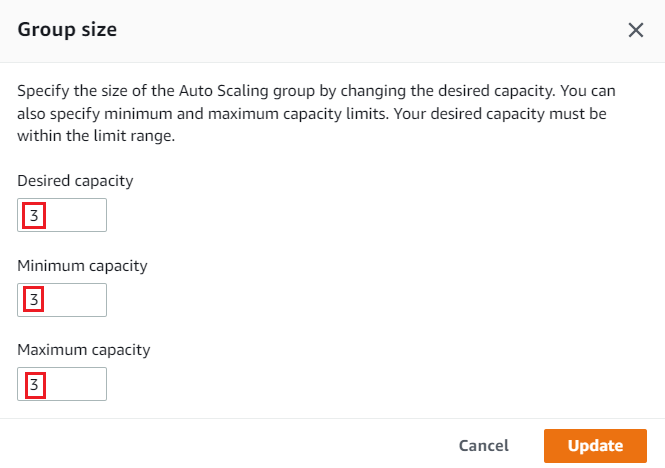 Group size
Specify the size of the Auto Scaling group by changing the desired capacity. You can
also specify minimum and maximum capacity limits. Your desired capacity must be
within the limit range.
Desired capacity
3
Minimum capacity
3
Maximum capacity
3
Cancel
Update